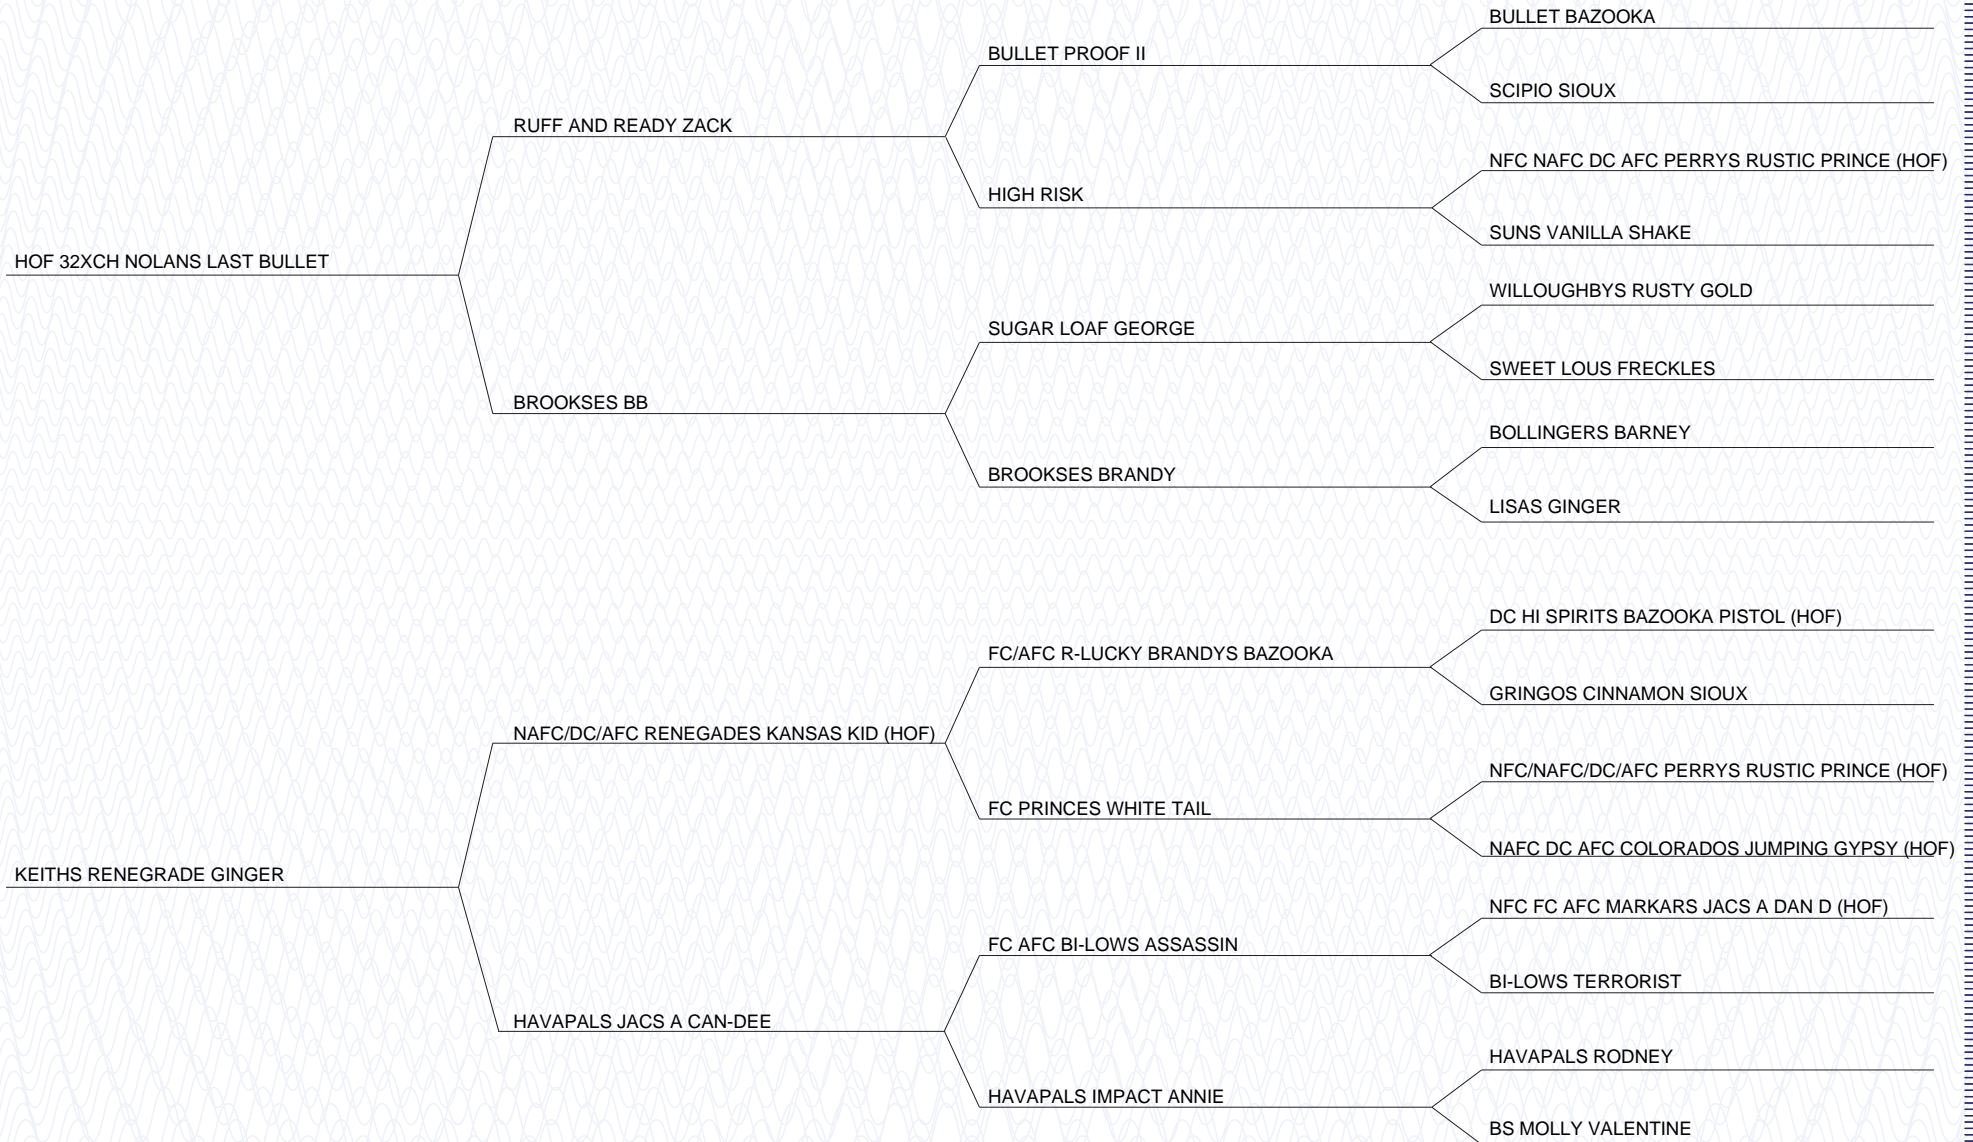 BULLET BAZOOKA
BULLET PROOF II
SCIPIO SIOUX
RUFF AND READY ZACK
NFC NAFC DC AFC PERRYS RUSTIC PRINCE (HOF)
HIGH RISK
SUNS VANILLA SHAKE
HOF 32XCH NOLANS LAST BULLET
WILLOUGHBYS RUSTY GOLD
SUGAR LOAF GEORGE
SWEET LOUS FRECKLES
BROOKSES BB
BOLLINGERS BARNEY
BROOKSES BRANDY
LISAS GINGER
DC HI SPIRITS BAZOOKA PISTOL (HOF)
FC/AFC R-LUCKY BRANDYS BAZOOKA
GRINGOS CINNAMON SIOUX
NAFC/DC/AFC RENEGADES KANSAS KID (HOF)
NFC/NAFC/DC/AFC PERRYS RUSTIC PRINCE (HOF)
FC PRINCES WHITE TAIL
NAFC DC AFC COLORADOS JUMPING GYPSY (HOF)
KEITHS RENEGRADE GINGER
NFC FC AFC MARKARS JACS A DAN D (HOF)
FC AFC BI-LOWS ASSASSIN
BI-LOWS TERRORIST
HAVAPALS JACS A CAN-DEE
HAVAPALS RODNEY
HAVAPALS IMPACT ANNIE
BS MOLLY VALENTINE